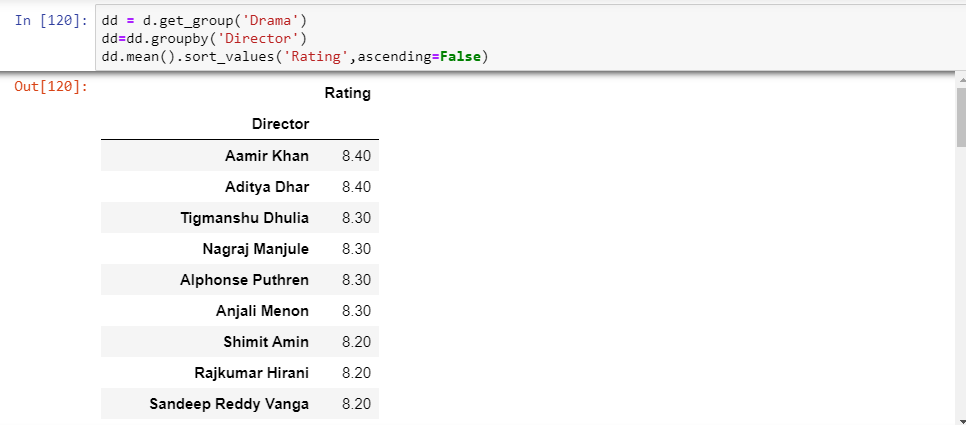 In [120]: dd = d.get_group('Drama')
dd=dd.groupby('Director')
dd.mean().sort_values('Rating',ascending=False)
Out[120]:
Rating
Director
Aamir Khan 8.40
Aditya Dhar 8.40
Tigmanshu Dhulia 8.30
Nagraj Manjule 8.30
Alphonse Puthren 8.30
Anjali Menon 8.30
Shimit Amin 8.20
Rajkumar Hirani 8.20
Sandeep Reddy Vanga 8.20